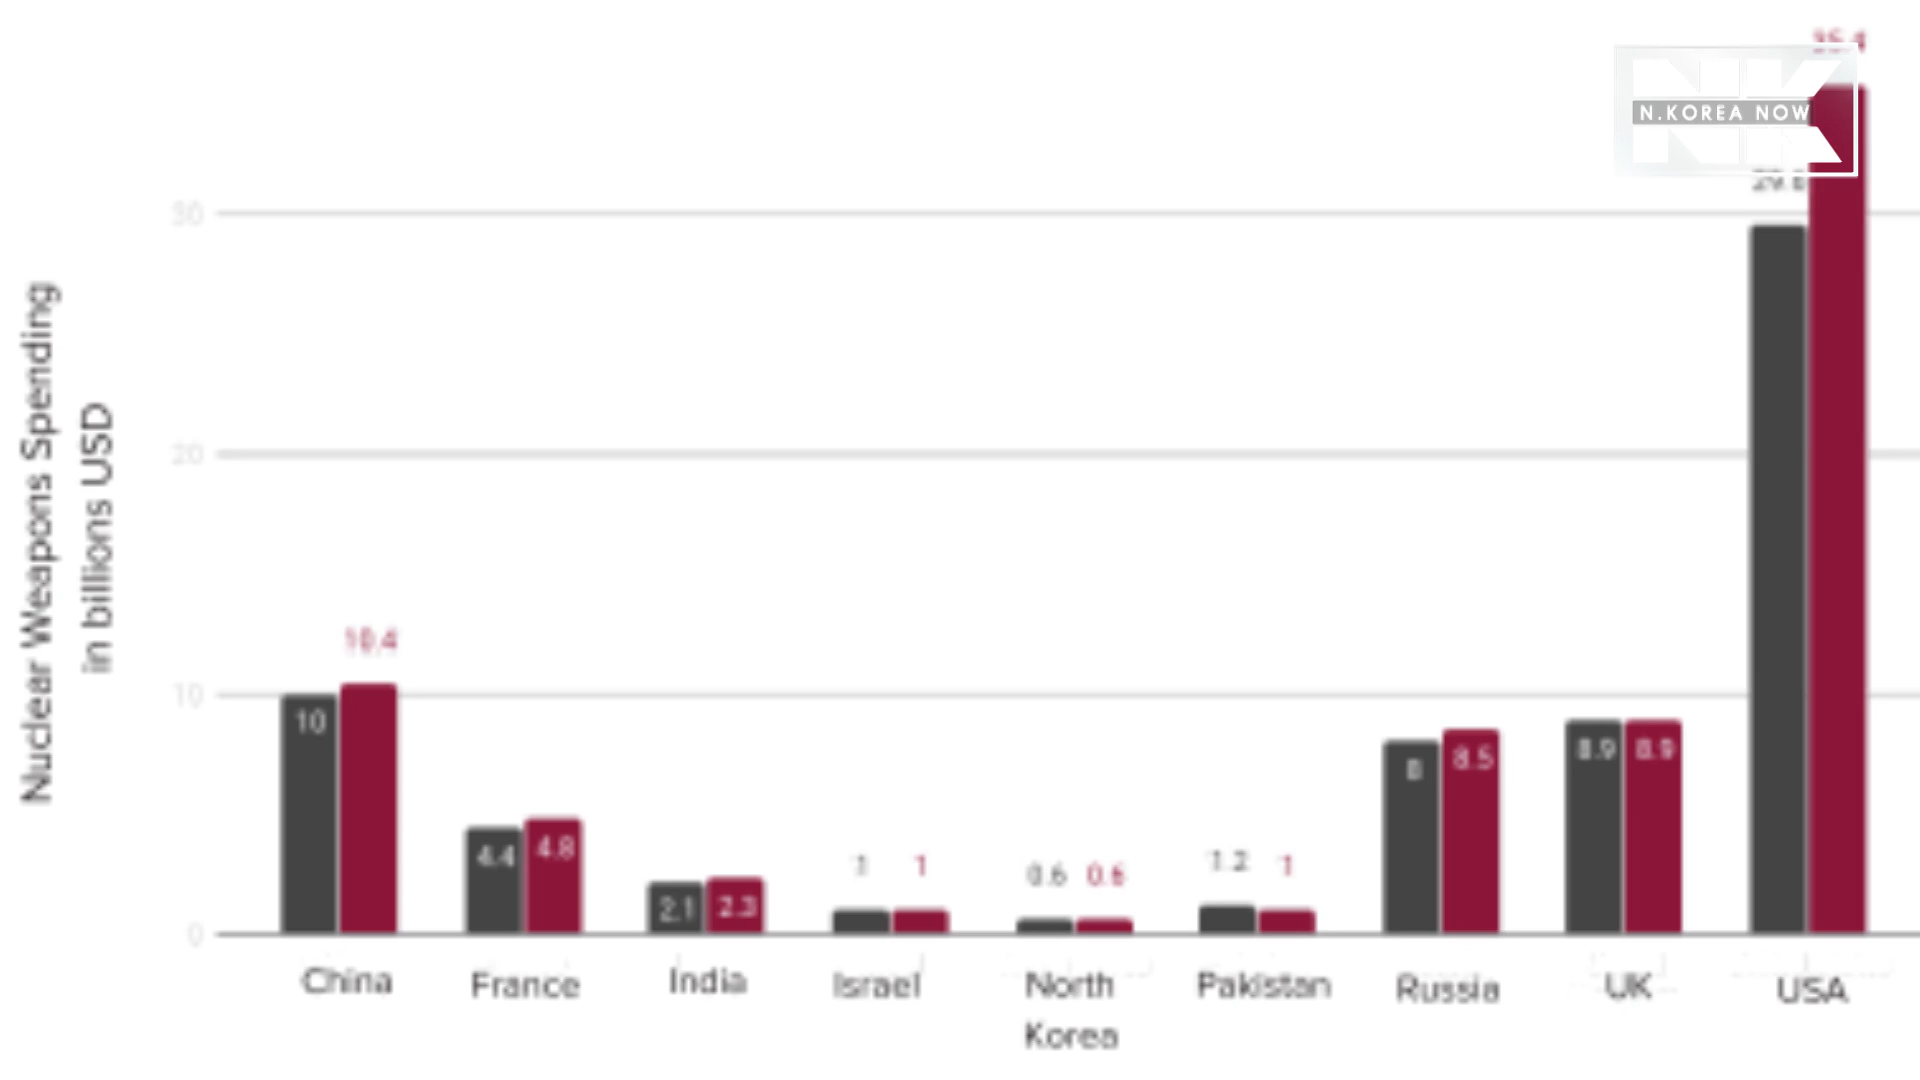 35.4
N.KOREA NOW
30
Nuclear Weapons Spending
in billions USD
20
10.4
10
10
8.9
8.9
8
8.5
4.4
4.8
2.1
2.3
1
1
0.6
0.6
1.2
1
0
China
France
India
Israel
North
Korea
Pakistan
Russia
UK
USA